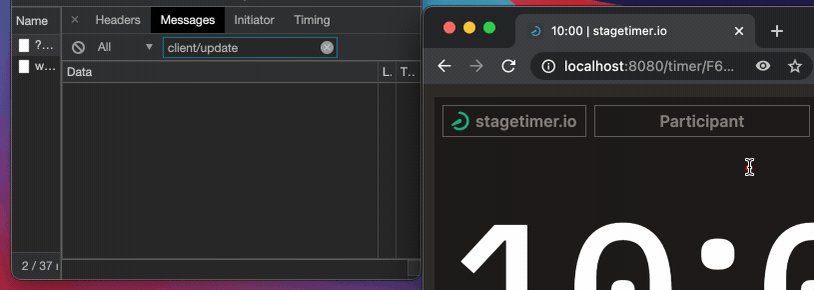 Name
Headers
Messages
Initiator
Timing
?...
w...
All
client/update
Data
L.
T..
2 / 37
10:00 | stagetimer.io
localhost:8080/timer/F6...
stagetimer.io
Participant
10:0